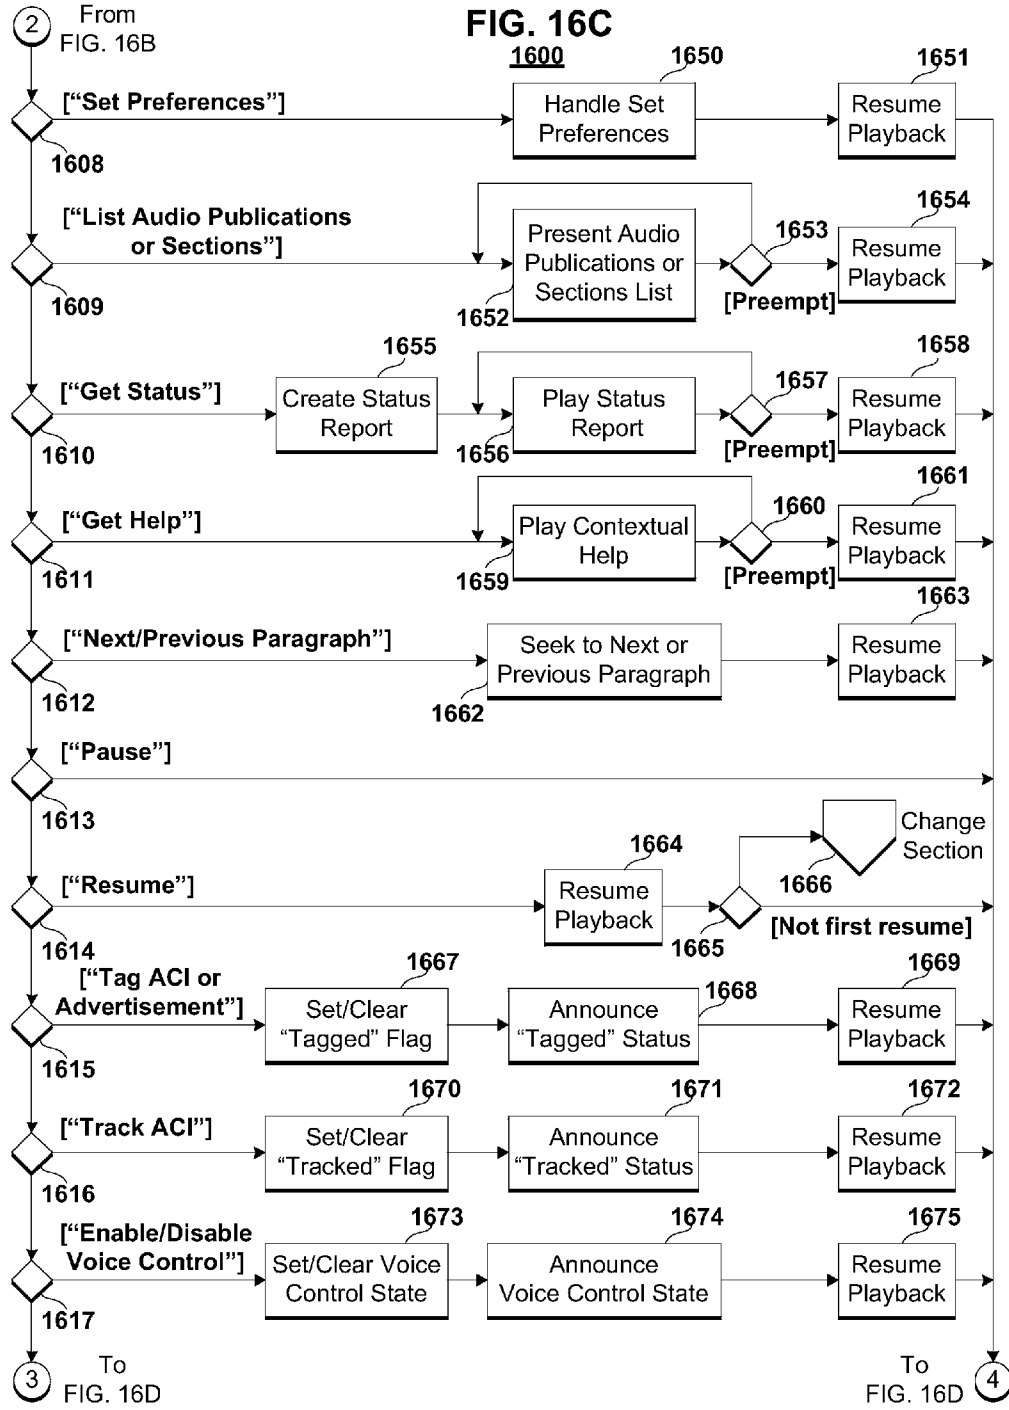 2
From
FIG. 16B
FIG. 16C
1600
["Set Preferences"]
1608
1650
Handle Set
Preferences
1651
Resume
Playback
["List Audio Publications
or Sections"]
1609
Present Audio
Publications or
Sections List
1652
1653
[Preempt]
1654
Resume
Playback
["Get Status"]
1610
1655
Create Status
Report
Play Status
Report
1656
1657
[Preempt]
1658
Resume
Playback
["Get Help"]
1611
Play Contextual
Help
1659
1660
[Preempt]
1661
Resume
Playback
["Next/Previous Paragraph"]
1612
Seek to Next or
Previous Paragraph
1662
1663
Resume
Playback
["Pause"]
1613
["Resume"]
1614
1664
Resume
Playback
1665
[Not first resume]
1666
Change
Section
["Tag ACI or
Advertisement"]
1615
1667
Set/Clear
"Tagged" Flag
1668
Announce
"Tagged" Status
1669
Resume
Playback
["Track ACI"]
1616
1670
Set/Clear
"Tracked" Flag
1671
Announce
"Tracked" Status
1672
Resume
Playback
["Enable/Disable
Voice Control"]
1617
1673
Set/Clear Voice
Control State
1674
Announce
Voice Control State
1675
Resume
Playback
3
To
FIG. 16D
To
FIG. 16D
4